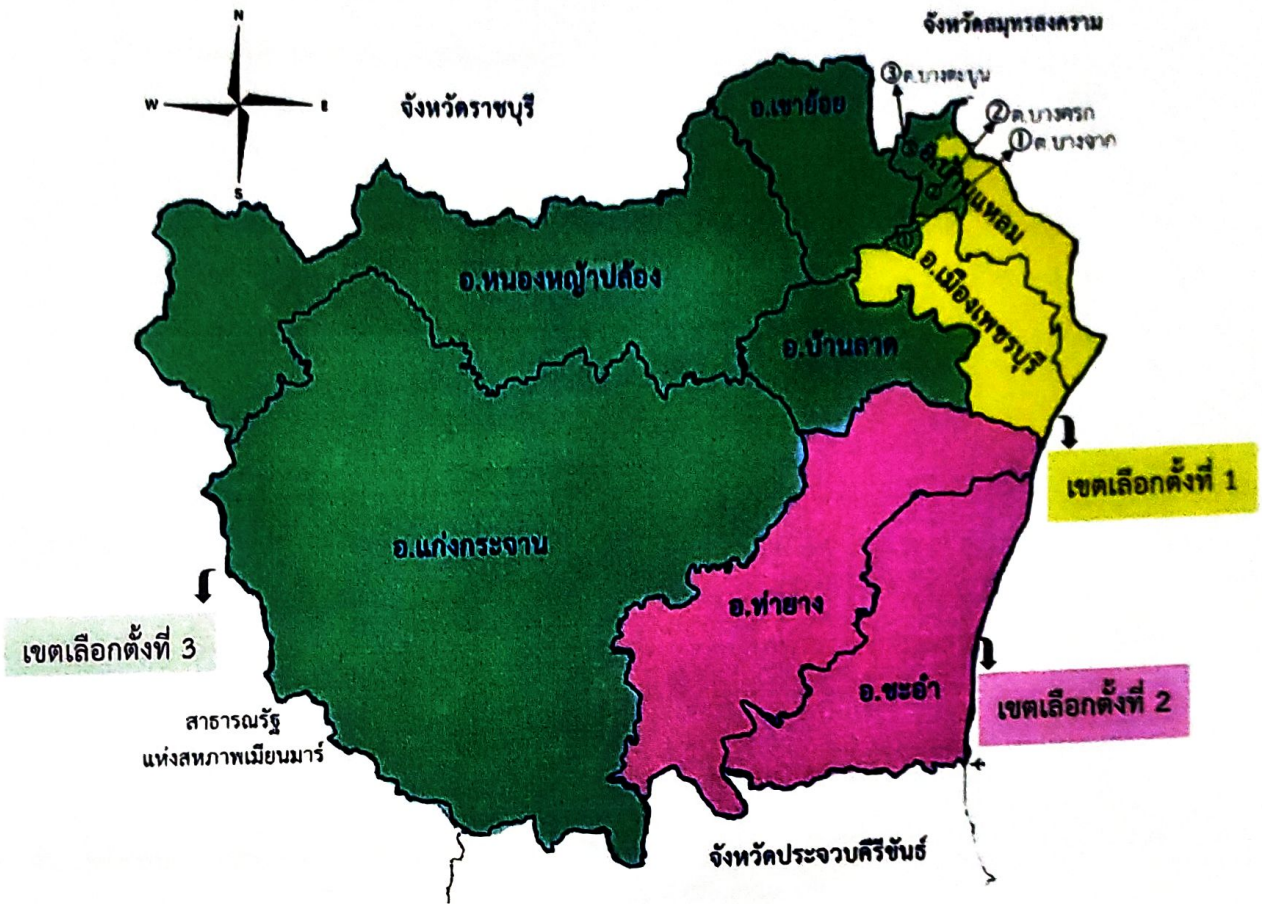 N
W
E
S
จังหวัดสมุทรสงคราม
จังหวัดราชบุรี
③ต.บางตะบูน
②ต.บางครก
①ต.บางจาก
อ.เขาย้อย
อ.บ้านแหลม
อ.หนองหญ้าปล้อง
อ.เมืองเพชรบุรี
อ.บ้านลาด
เขตเลือกตั้งที่ 1
อ.แก่งกระจาน
อ.ท่ายาง
เขตเลือกตั้งที่ 3
อ.ชะอำ
เขตเลือกตั้งที่ 2
สาธารณรัฐ
แห่งสหภาพเมียนมาร์
จังหวัดประจวบคีรีขันธ์